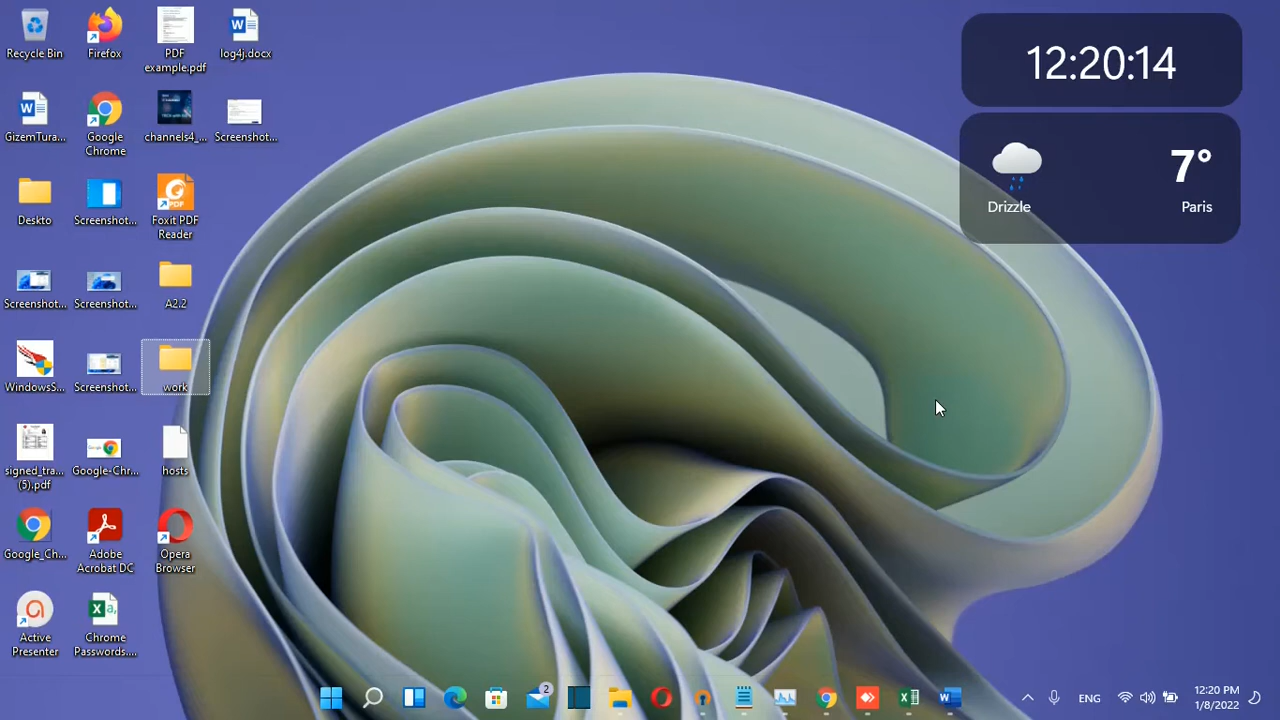 Recycle Bin
Firefox
PDF example.pdf
log4j.docx
12:20:14
7°
Drizzle
Paris
GizemTura...
Google Chrome
channels4_...
Screenshot...
Deskto
Screenshot...
Foxit PDF Reader
Screenshot...
Screenshot...
A2.2
WindowsS...
Screenshot...
work
signed_tra... (5).pdf
Google-Chr...
hosts
Google_Ch...
Adobe Acrobat DC
Opera Browser
Active Presenter
Chrome Passwords....
2
ENG
12:20 PM
1/8/2022